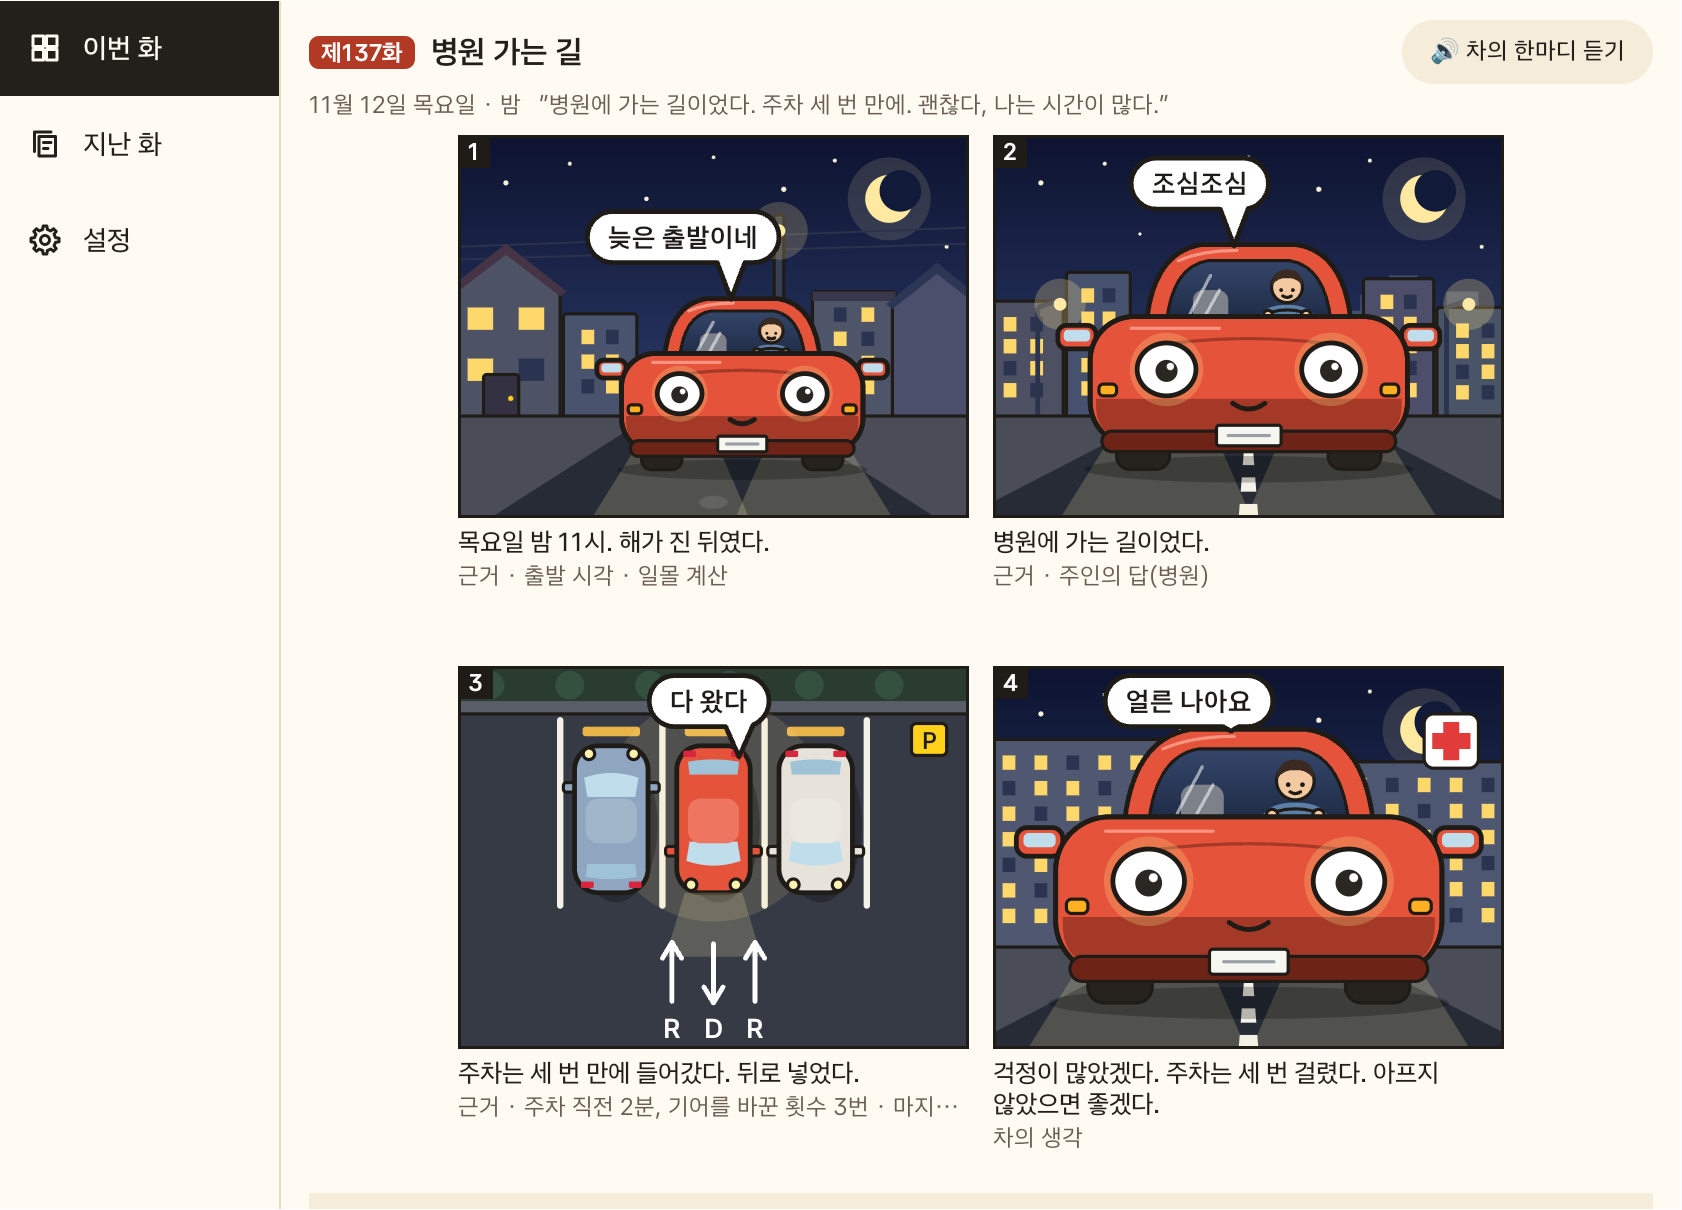 이번 화
지난 화
설정
제137화 병원 가는 길
🔊 차의 한마디 듣기
11월 12일 목요일 · 밤 "병원에 가는 길이었다. 주차 세 번 만에. 괜찮다, 나는 시간이 많다."
1
늦은 출발이네
목요일 밤 11시. 해가 진 뒤였다.
근거 · 출발 시각 · 일몰 계산
2
조심조심
병원에 가는 길이었다.
근거 · 주인의 답(병원)
3
다 왔다
P
R D R
주차는 세 번 만에 들어갔다. 뒤로 넣었다.
근거 · 주차 직전 2분, 기어를 바꾼 횟수 3번 · 마지···
4
얼른 나아요
걱정이 많았겠다. 주차는 세 번 걸렸다. 아프지
않았으면 좋겠다.
차의 생각